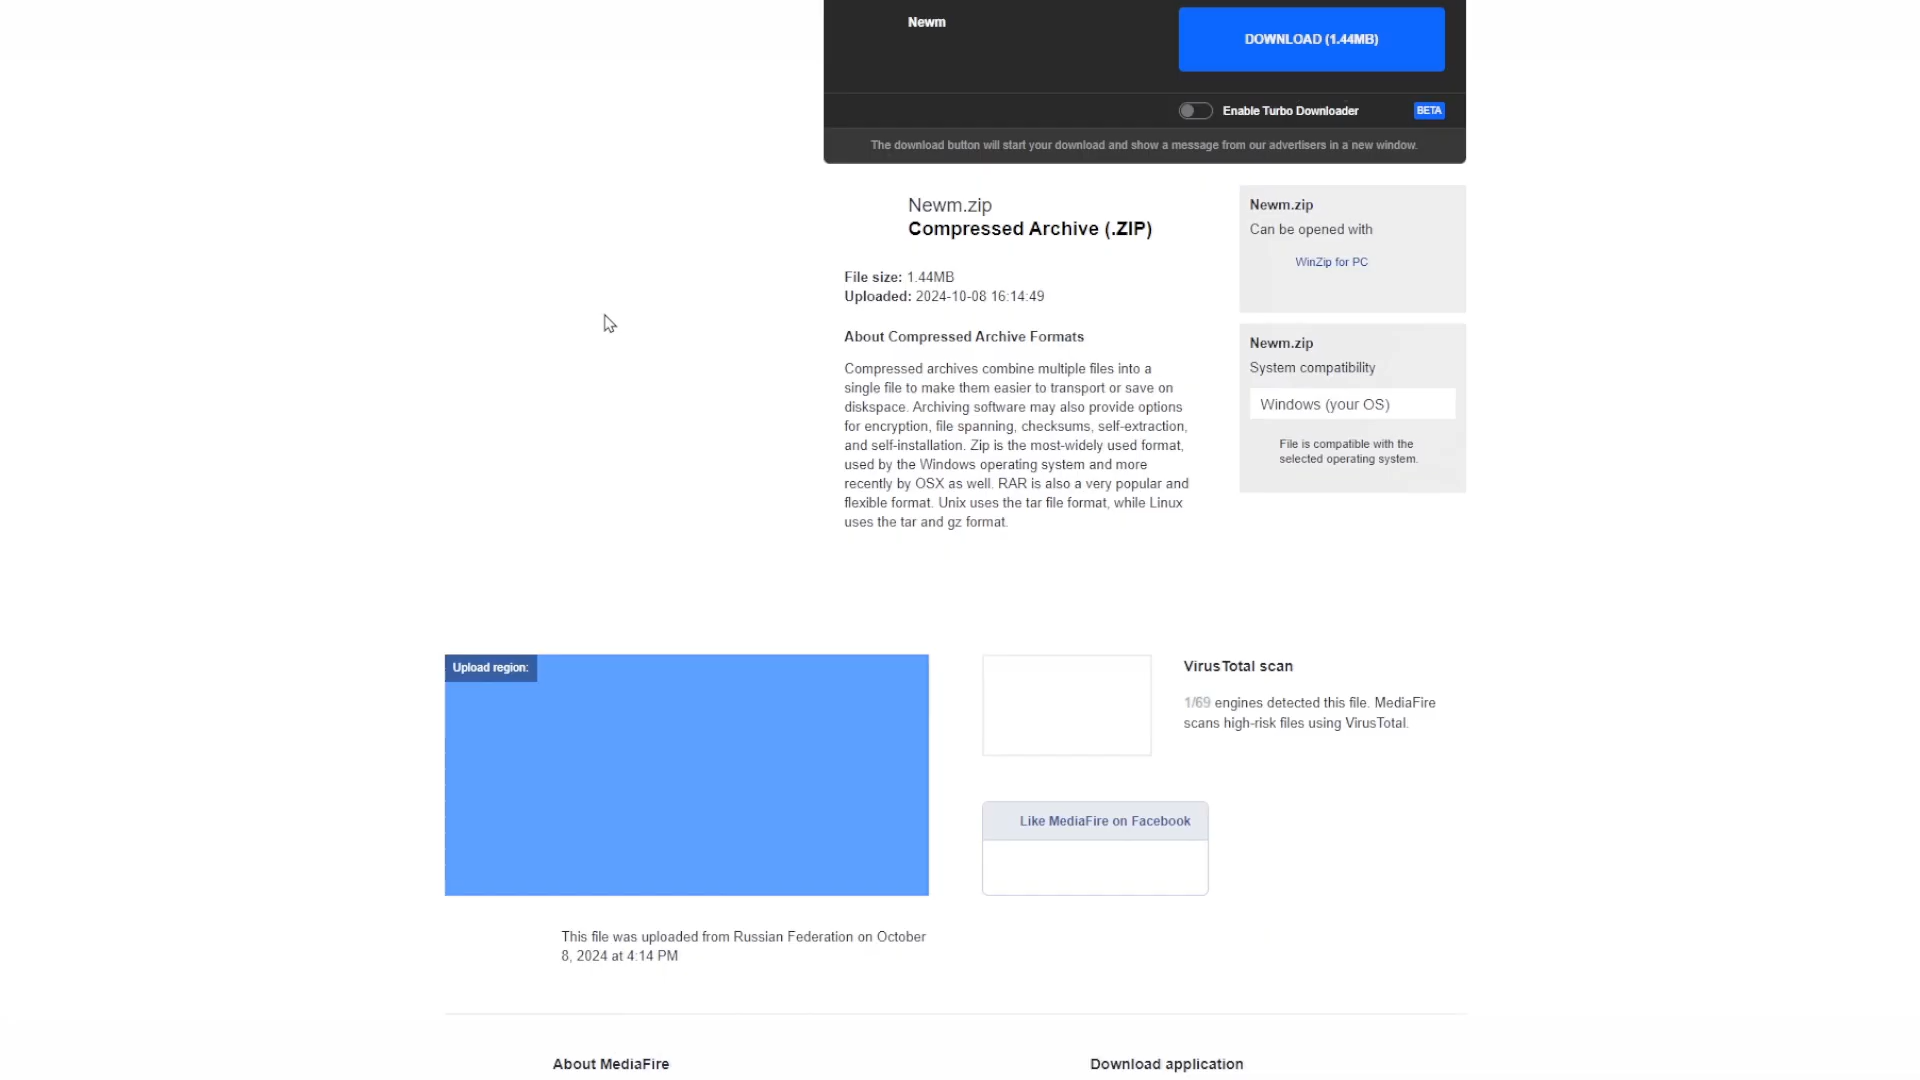 Newm
DOWNLOAD (1.44MB)
Enable Turbo Downloader
BETA
The download button will start your download and show a message from our advertisers in a new window.
Newm.zip
Compressed Archive (.ZIP)
File size: 1.44MB
Uploaded: 2024-10-08 16:14:49
About Compressed Archive Formats
Compressed archives combine multiple files into a
single file to make them easier to transport or save on
diskspace. Archiving software may also provide options
for encryption, file spanning, checksums, self-extraction,
and self-installation. Zip is the most-widely used format,
used by the Windows operating system and more
recently by OSX as well. RAR is also a very popular and
flexible format. Unix uses the tar file format, while Linux
uses the tar and gz format.
Newm.zip
Can be opened with
WinZip for PC
Newm.zip
System compatibility
Windows (your OS)
File is compatible with the
selected operating system.
Upload region:
This file was uploaded from Russian Federation on October
8, 2024 at 4:14 PM
VirusTotal scan
1/69 engines detected this file. MediaFire
scans high-risk files using VirusTotal.
Like MediaFire on Facebook
About MediaFire
Download application